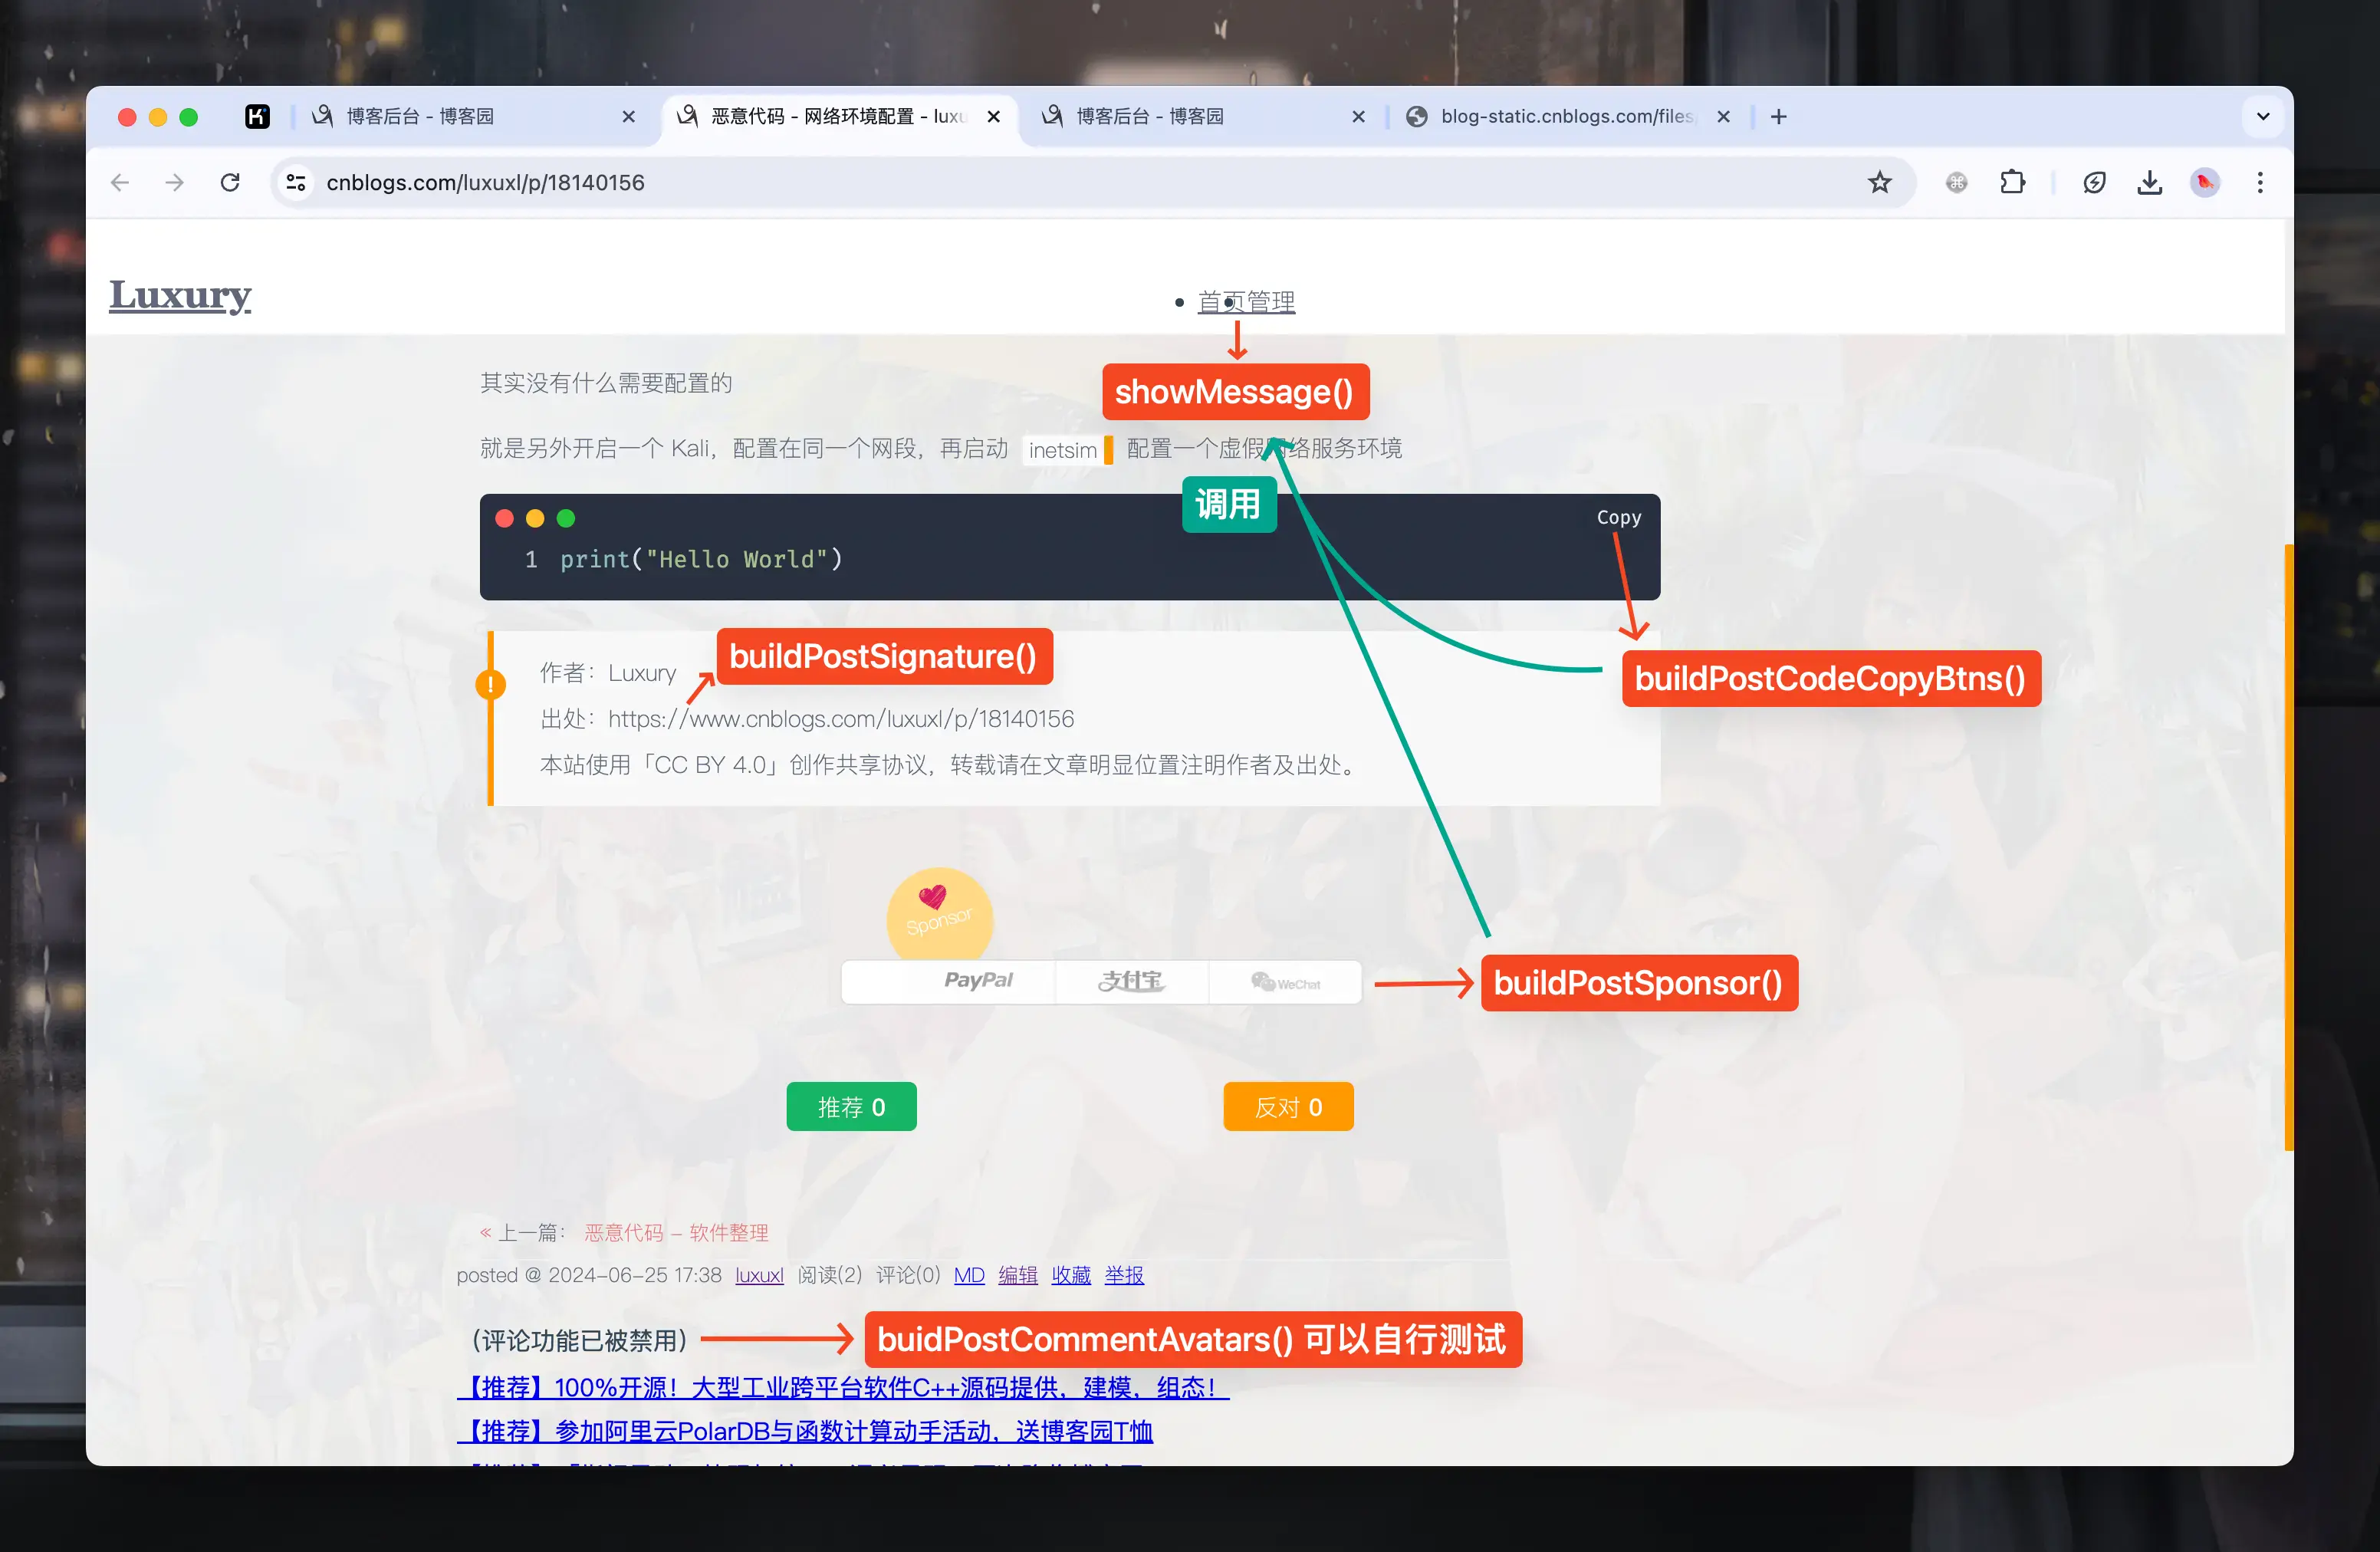 博客后台 - 博客园
恶意代码 - 网络环境配置 - luxu
博客后台 - 博客园
blog-static.cnblogs.com/files
cnblogs.com/luxuxl/p/18140156
Luxury
首页管理
showMessage()
其实没有什么需要配置的
就是另外开启一个 Kali，配置在同一个网段，再启动 inetsim 配置一个虚假网络服务环境
调用
Copy
1 print("Hello World")
buildPostSignature()
作者：Luxury
buildPostCodeCopyBtns()
出处：https://www.cnblogs.com/luxuxl/p/18140156
本站使用「CC BY 4.0」创作共享协议，转载请在文章明显位置注明作者及出处。
Sponsor
PayPal 支付宝 WeChat
buildPostSponsor()
推荐 0
反对 0
« 上一篇： 恶意代码 – 软件整理
posted @ 2024-06-25 17:38 luxuxl 阅读(2) 评论(0) MD 编辑 收藏 举报
(评论功能已被禁用)
buidPostCommentAvatars() 可以自行测试
【推荐】100%开源！大型工业跨平台软件C++源码提供，建模，组态！
【推荐】参加阿里云PolarDB与函数计算动手活动，送博客园T恤